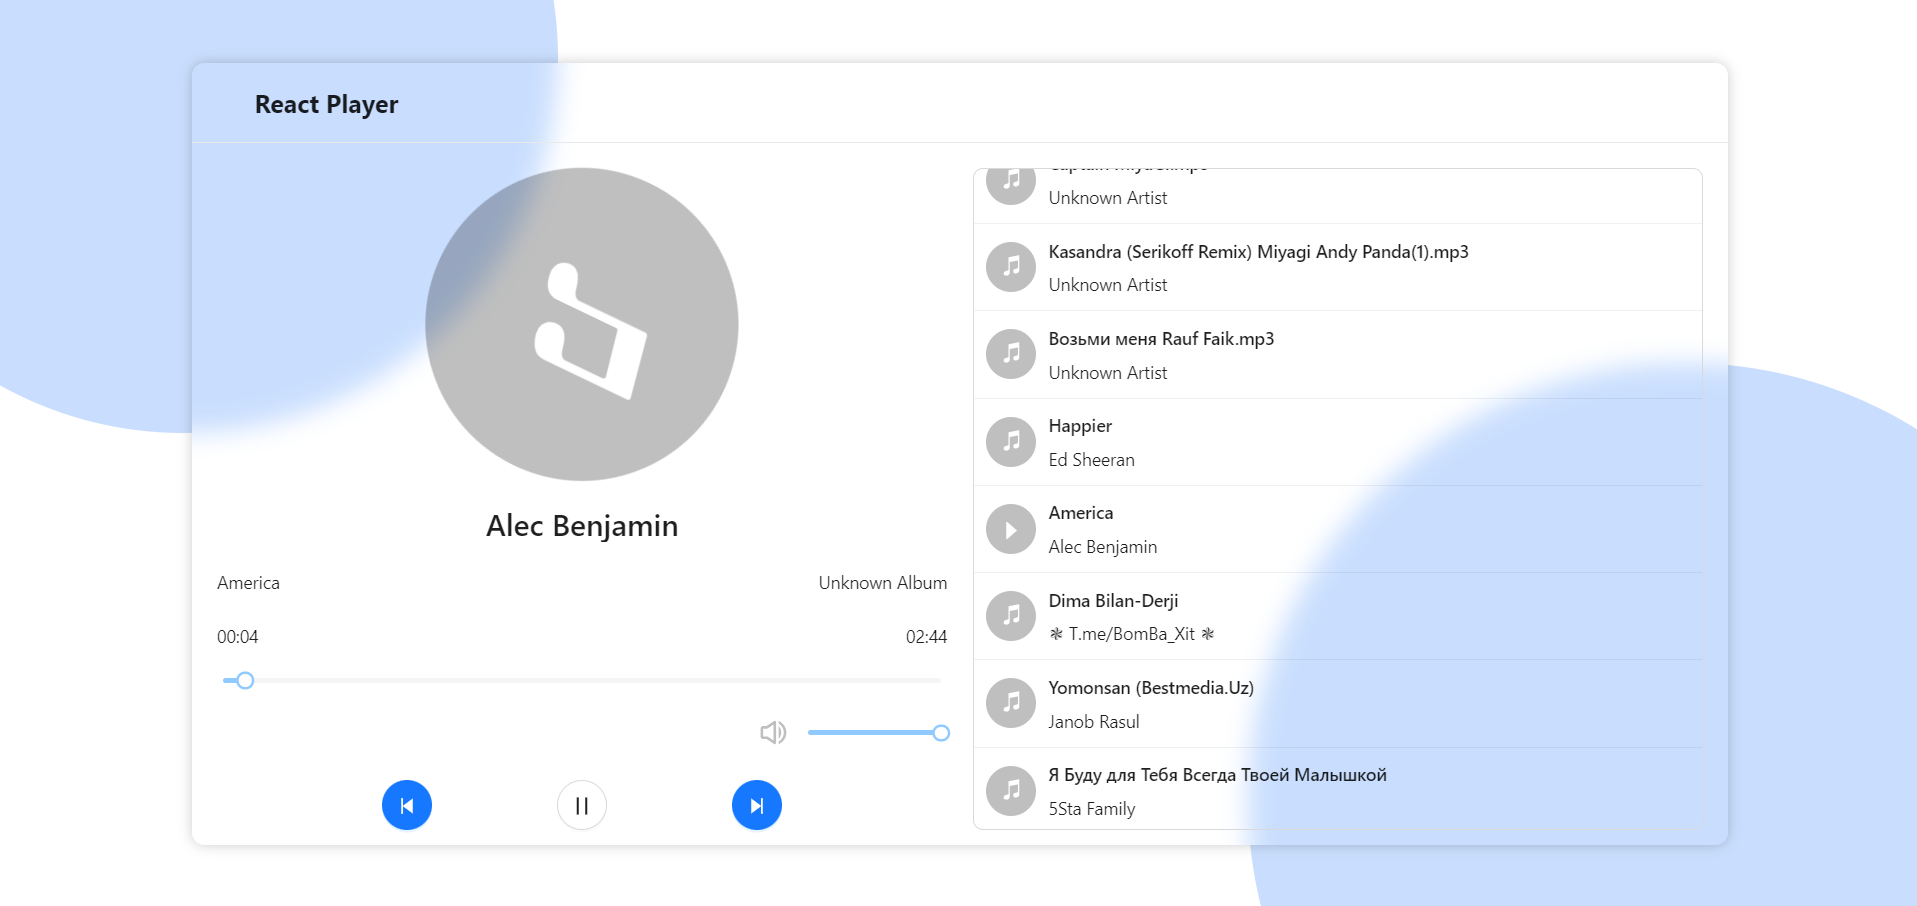 React Player
Alec Benjamin
America
Unknown Album
00:04
02:44
Unknown Artist
Kasandra (Serikoff Remix) Miyagi Andy Panda(1).mp3
Unknown Artist
Возьми меня Rauf Faik.mp3
Unknown Artist
Happier
Ed Sheeran
America
Alec Benjamin
Dima Bilan-Derji
❃ T.me/BomBa_Xit ❃
Yomonsan (Bestmedia.Uz)
Janob Rasul
Я Буду для Тебя Всегда Твоей Малышкой
5Sta Family